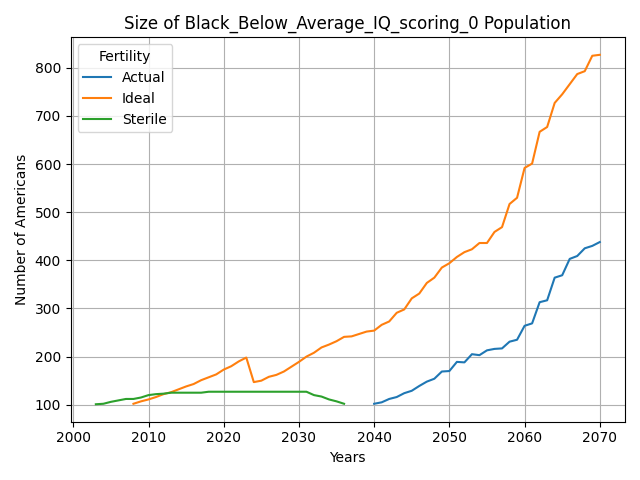 Size of Black_Below_Average_IQ_scoring_0 Population
Fertility
Actual
Ideal
Sterile
Number of Americans
800
700
600
500
400
300
200
100
2000
2010
2020
2030
2040
2050
2060
2070
Years